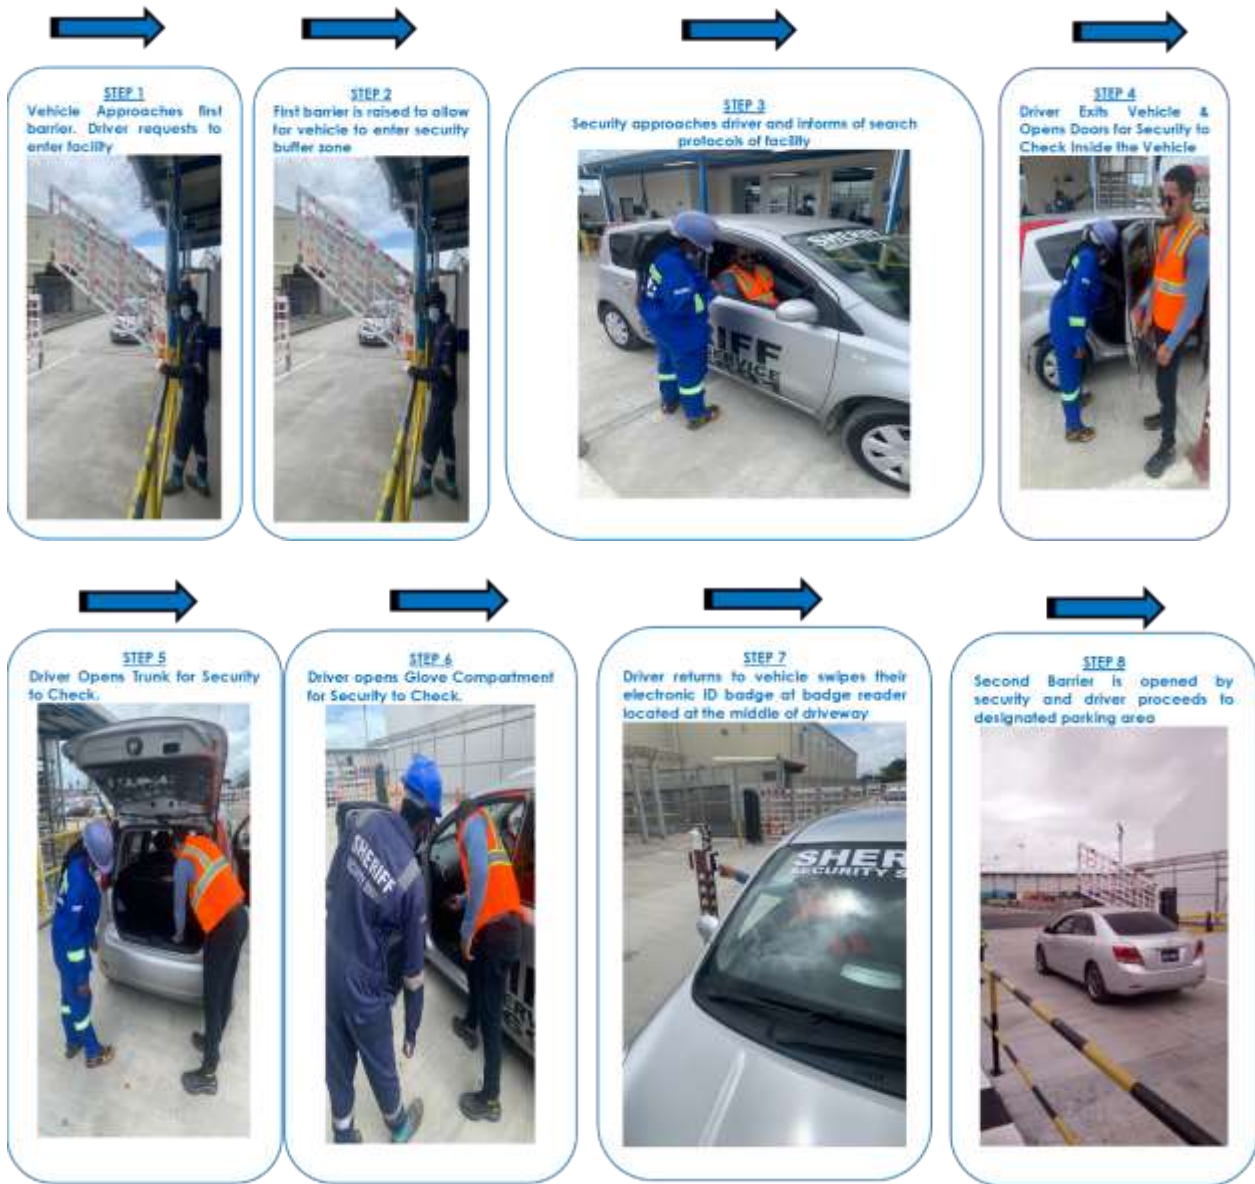 STEP 1
Vehicle Approaches first
barrier. Driver requests to
enter facility
STEP 2
First barrier is raised to allow
for vehicle to enter security
buffer zone
STEP 3
Security approaches driver and informs of search
protocols of facility
SHERIFF
IFF
SERVICE
STEP 4
Driver Exits Vehicle &
Opens Doors for Security to
Check Inside the Vehicle
STEP 5
Driver Opens Trunk for Security
to Check.
STEP 6
Driver opens Glove Compartment
for Security to Check.
SHERIFF
STEP 7
Driver returns to vehicle swipes their
electronic ID badge at badge reader
located at the middle of driveway
SHER
SECURITY S
STEP 8
Second Barrier is opened by
security and driver proceeds to
designated parking area